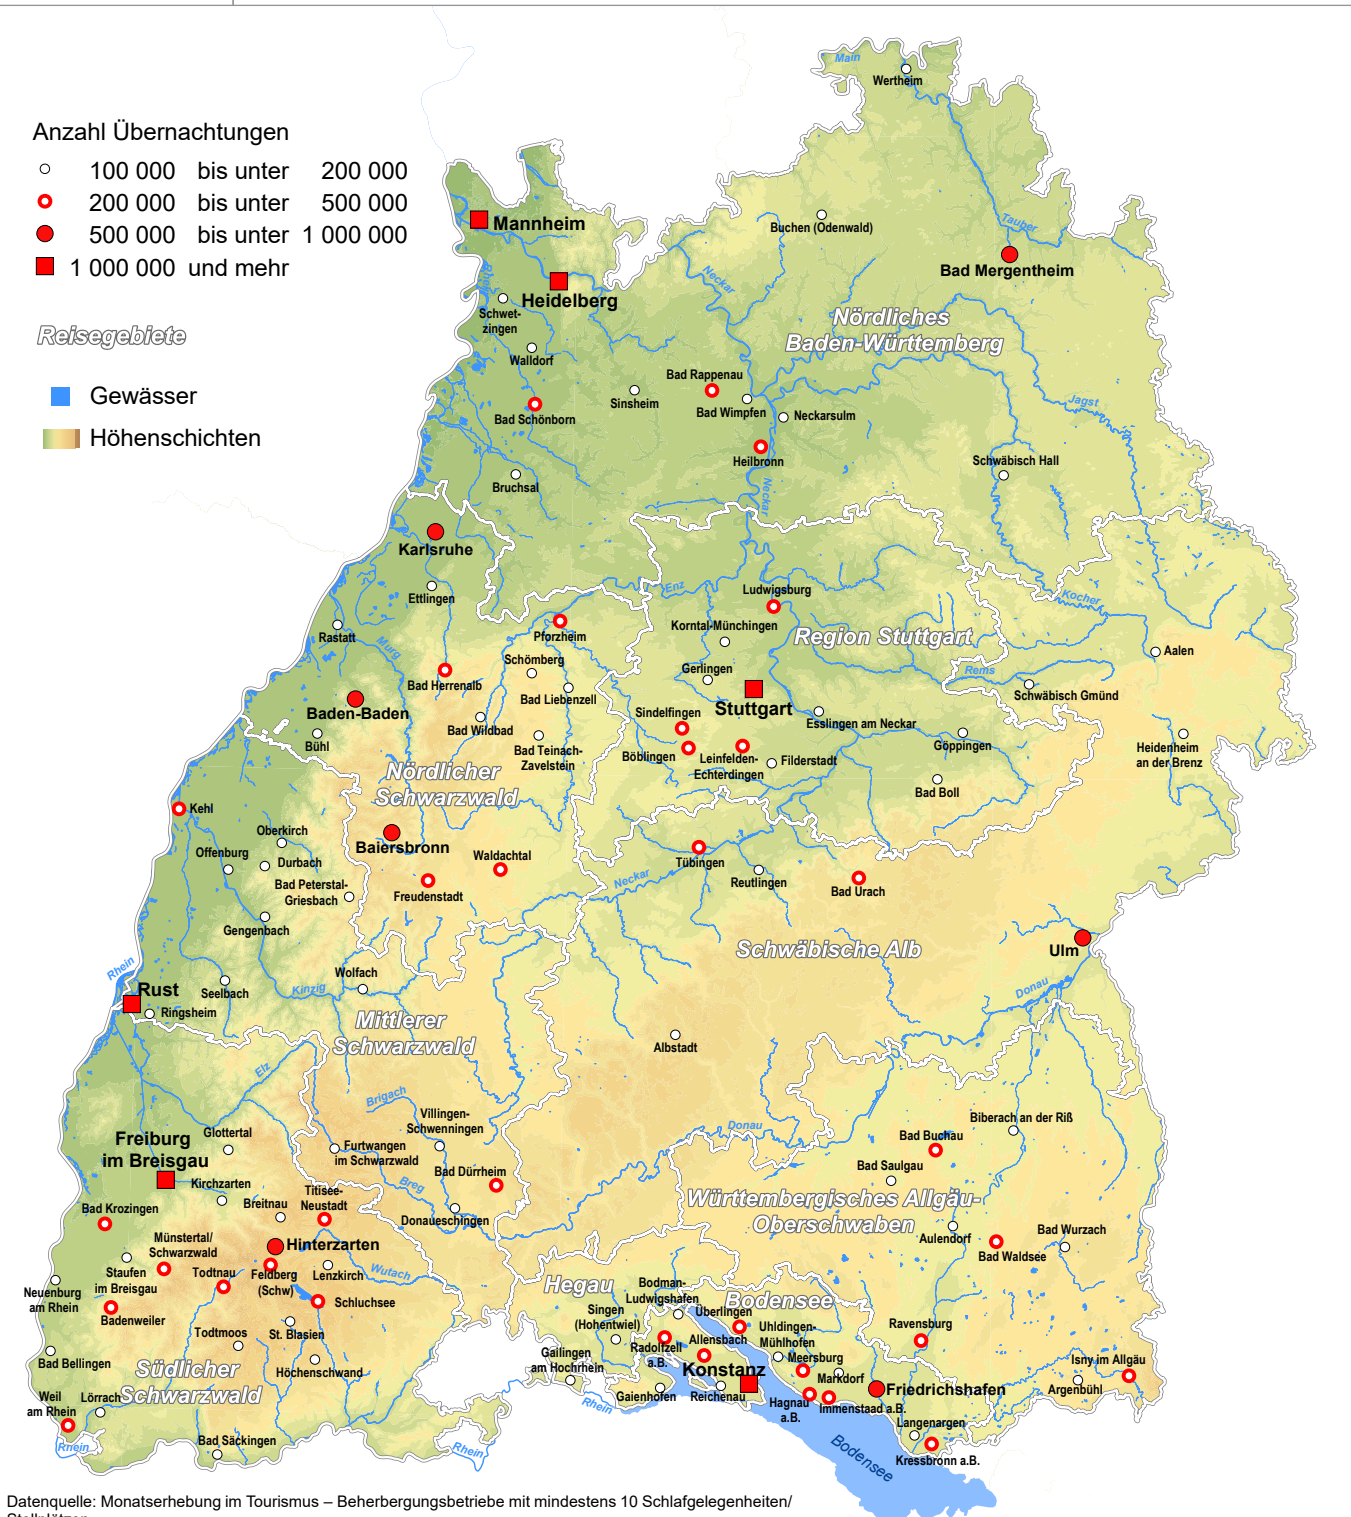 Anzahl Übernachtungen
100 000 bis unter 200 000
200 000 bis unter 500 000
500 000 bis unter 1 000 000
1 000 000 und mehr
Reisegebiete
Gewässer
Höhenschichten
Main
Wertheim
Tauber
Mannheim
Buchen (Odenwald)
Bad Mergentheim
Neckar
Rhein
Heidelberg
Schwet-
zingen
Nördliches
Baden-Württemberg
Walldorf
Bad Rappenau
Sinsheim
Bad Wimpfen
Neckarsulm
Jagst
Bad Schönborn
Heilbronn
Schwäbisch Hall
Bruchsal
Neckar
Karlsruhe
Ettlingen
Enz
Ludwigsburg
Kocher
Rastatt
Murg
Pforzheim
Korntal-Münchingen
Region Stuttgart
Aalen
Schömberg
Gerlingen
Rems
Bad Herrenalb
Bad Liebenzell
Schwäbisch Gmünd
Baden-Baden
Stuttgart
Sindelfingen
Esslingen am Neckar
Bad Wildbad
Bühl
Bad Teinach-
Zavelstein
Böblingen
Leinfelden-
Echterdingen
Filderstadt
Göppingen
Heidenheim
an der Brenz
Nördlicher
Schwarzwald
Bad Boll
Kehl
Oberkirch
Baiersbronn
Offenburg
Durbach
Waldachtal
Tübingen
Bad Peterstal-
Griesbach
Freudenstadt
Neckar
Reutlingen
Bad Urach
Gengenbach
Schwäbische Alb
Ulm
Rhein
Wolfach
Rust
Seelbach
Kinzig
Donau
Ringsheim
Mittlerer
Schwarzwald
Albstadt
Elz
Brigach
Villingen-
Schwenningen
Donau
Biberach an der Riß
Glottertal
Freiburg
im Breisgau
Furtwangen
im Schwarzwald
Bad Buchau
Bad Saulgau
Bad Dürrheim
Kirchzarten
Titisee-
Neustadt
Breg
Breitnau
Württembergisches Allgäu-
Oberschwaben
Bad Krozingen
Donaueschingen
Aulendorf
Bad Wurzach
Münstertal/
Schwarzwald
Hinterzarten
Bad Waldsee
Staufen
im Breisgau
Todtnau
Feldberg
(Schw)
Lenzkirch
Wutach
Neuenburg
am Rhein
Hegau
Bodman-
Ludwigshafen
Bodensee
Badenweiler
Schluchsee
Singen
(Hohentwiel)
Überlingen
Uhldingen-
Mühlhofen
Ravensburg
Todtmoos
St. Blasien
Radolfzell
a.B.
Allensbach
Bad Bellingen
Höchenschwand
Gailingen
am Hochrhein
Konstanz
Meersburg
Markdorf
Isny im Allgäu
Südlicher
Schwarzwald
Argenbühl
Weil
am Rhein
Lörrach
Gaienhofen
Reichenau
Friedrichshafen
Rhein
Hagnau
a.B.
Immenstaad a.B.
Langenargen
Bad Säckingen
Rhein
Rhein
Bodensee
Kressbronn a.B.
Datenquelle: Monatserhebung im Tourismus – Beherbergungsbetriebe mit mindestens 10 Schlafgelegenheiten/